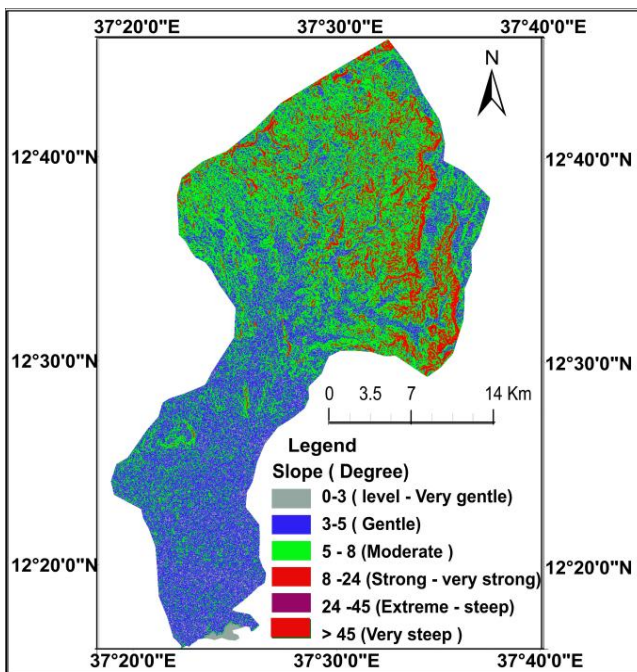 37°20'0"E 37°30'0"E 37°40'0"E
N
12°40'0"N 12°40'0"N
12°30'0"N 12°30'0"N
0 3.5 7 14 Km
Legend
Slope ( Degree)
0-3 ( level - Very gentle)
3-5 ( Gentle)
5 - 8 ( Moderate )
8 -24 (Strong - very strong)
24 -45 (Extreme - steep)
> 45 (Very steep )
12°20'0"N 12°20'0"N
37°20'0"E 37°30'0"E 37°40'0"E